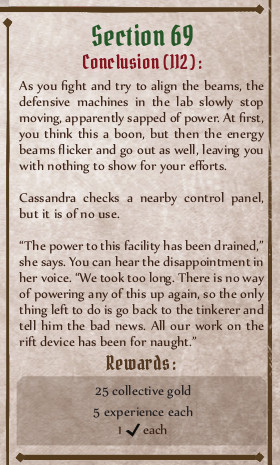 Section 69
Conclusion (112):
As you fight and try to align the beams, the
defensive machines in the lab slowly stop
moving, apparently sapped of power. At first,
you think this a boon, but then the energy
beams flicker and go out as well, leaving you
with nothing to show for your efforts.
Cassandra checks a nearby control panel,
but it is of no use.
“The power to this facility has been drained,”
she says. You can hear the disappointment in
her voice. “We took too long. There is no way
of powering any of this up again, so the only
thing left to do is go back to the tinkerer and
tell him the bad news. All our work on the
rift device has been for naught.”
Rewards:
25 collective gold
5 experience each
1 ✔ each